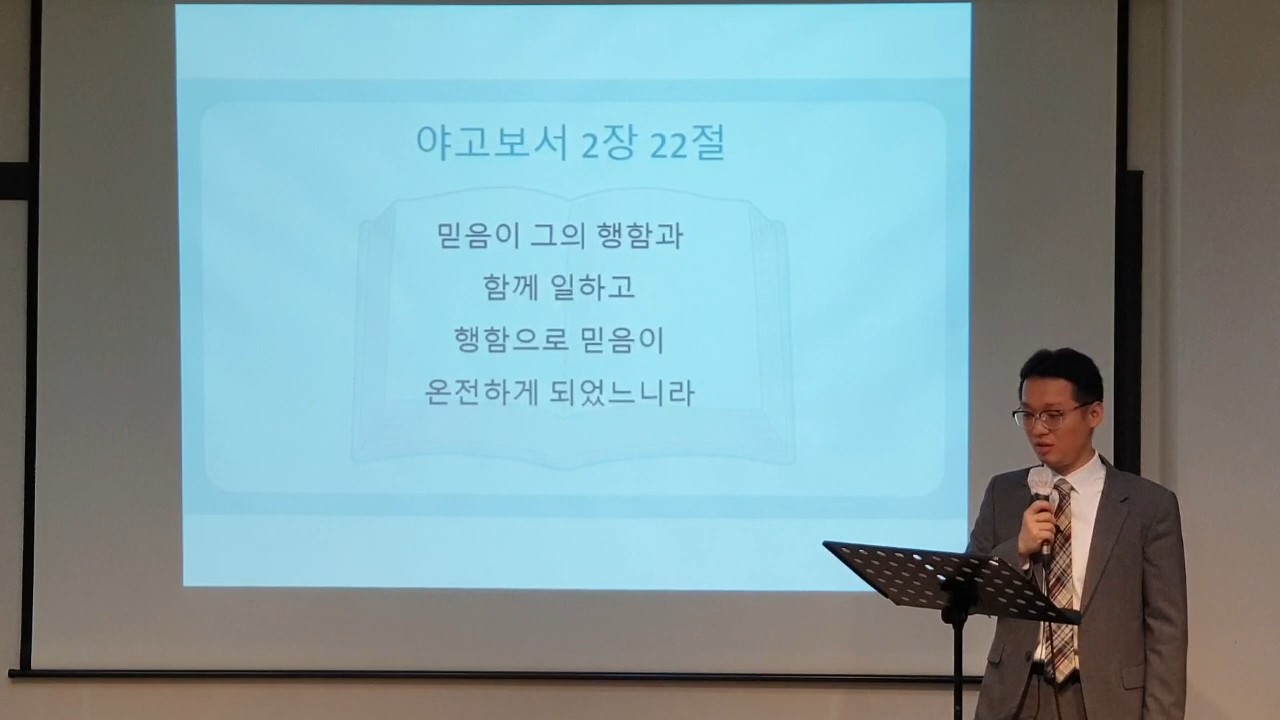 야고보서 2장 22절
믿음이 그의 행함과
함께 일하고
행함으로 믿음이
온전하게 되었느니라